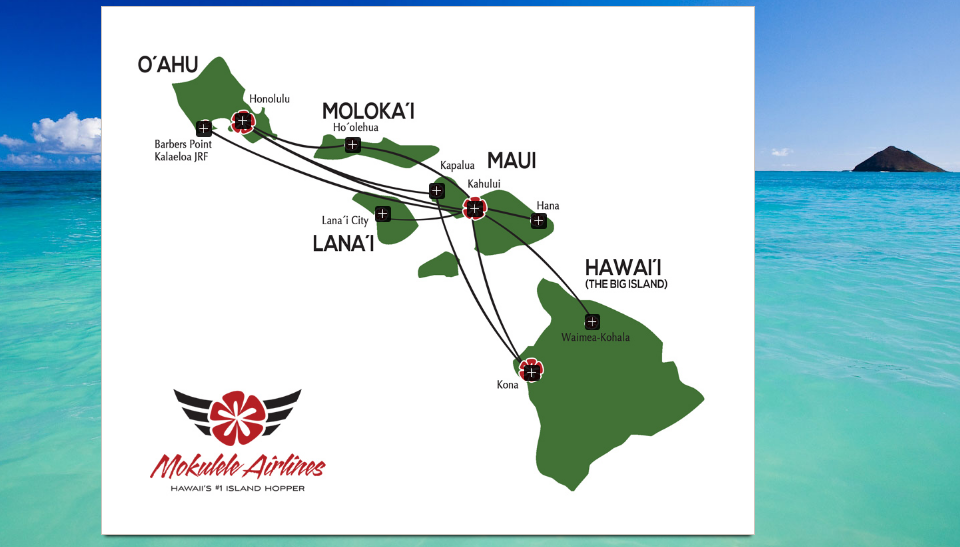 O´AHU
Honolulu
Barbers Point
Kalaeloa JRF
MOLOKA´I
Ho´olehua
Kapalua
MAUI
Kahului
Hana
Lana´i City
LANA´I
HAWAI´I
(THE BIG ISLAND)
Waimea-Kohala
Kona
Mokulele Airlines
HAWAII'S #1 ISLAND HOPPER